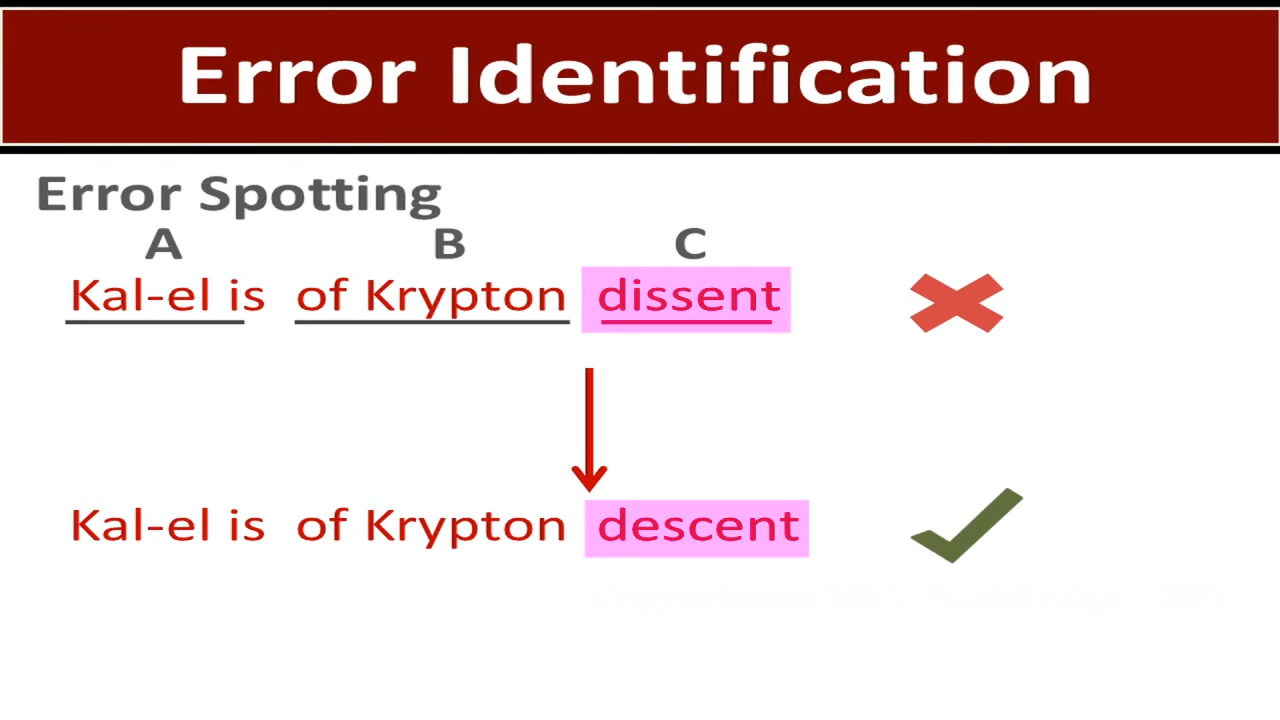 Error Identification
Error Spotting
A B C
Kal-el is of Krypton dissent
Kal-el is of Krypton descent